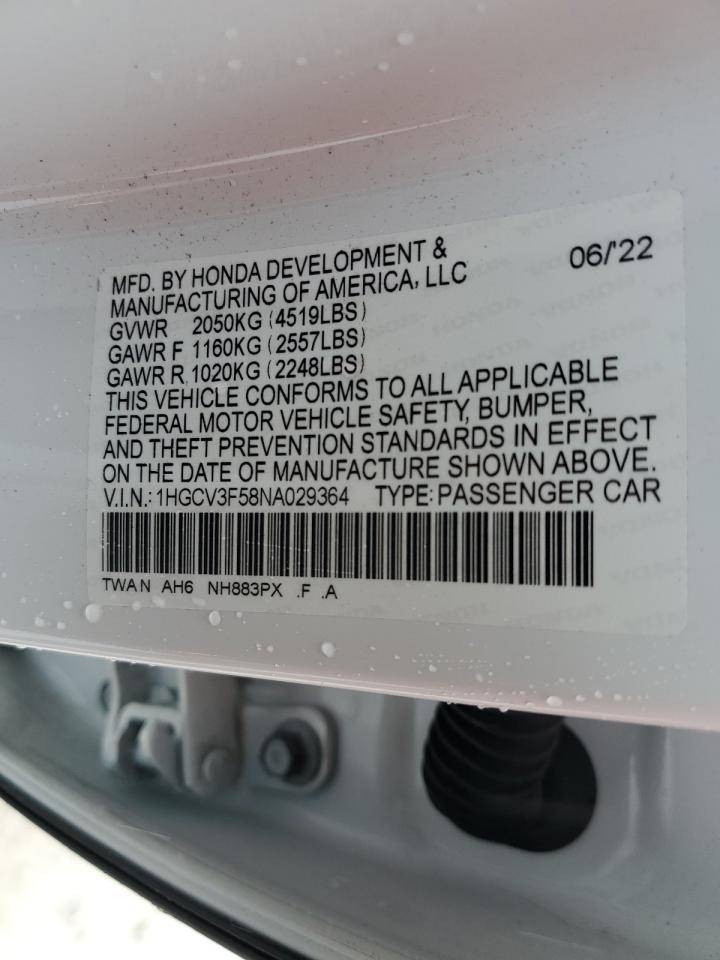 MFD. BY HONDA DEVELOPMENT & 06/'22
MANUFACTURING OF AMERICA, LLC
GVWR 2050KG (4519LBS)
GAWR F 1160KG (2557LBS)
GAWR R 1020KG (2248LBS)
THIS VEHICLE CONFORMS TO ALL APPLICABLE
FEDERAL MOTOR VEHICLE SAFETY, BUMPER,
AND THEFT PREVENTION STANDARDS IN EFFECT
ON THE DATE OF MANUFACTURE SHOWN ABOVE.
V.I.N.: 1HGCV3F58NA029364 TYPE: PASSENGER CAR
TWA N AH6 NH883PX .F .A